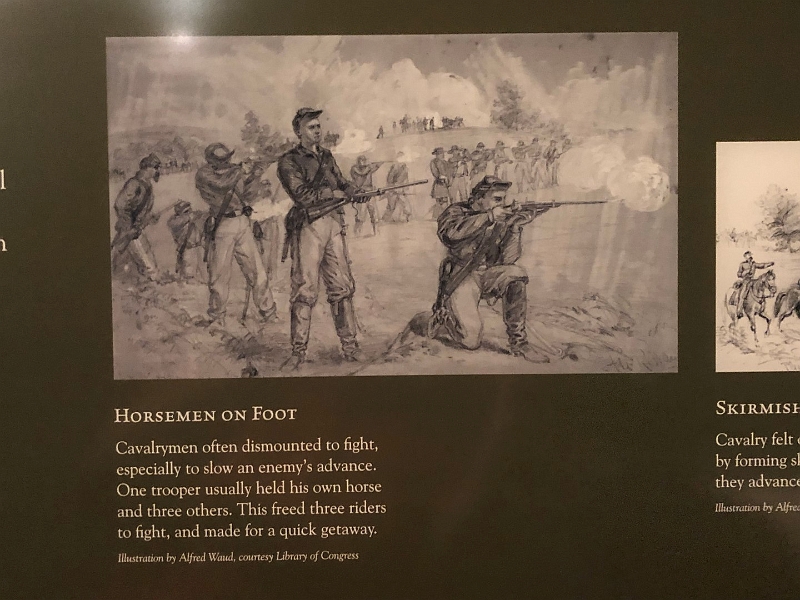 HORSEMEN ON FOOT
Cavalrymen often dismounted to fight,
especially to slow an enemy's advance.
One trooper usually held his own horse
and three others. This freed three riders
to fight, and made for a quick getaway.
Illustration by Alfred Waud, courtesy Library of Congress
SKIRMISH
Cavalry felt
by forming
they advance
Illustration by Alfred